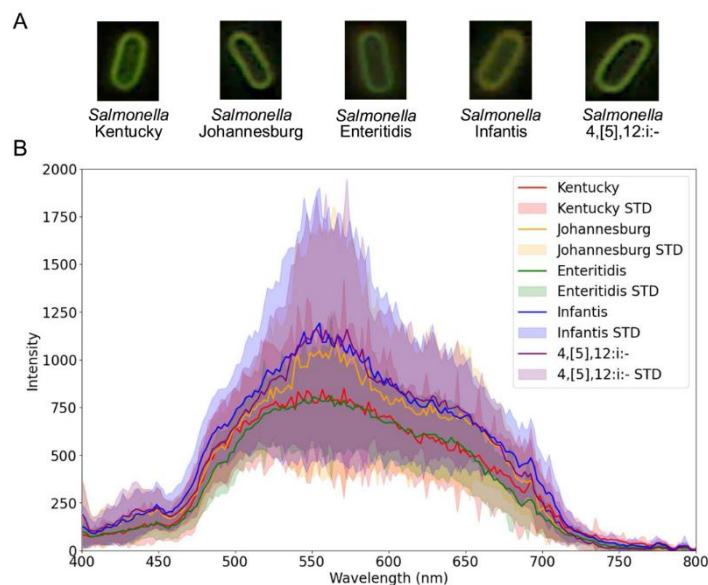 A
Salmonella Salmonella Salmonella Salmonella Salmonella
Kentucky Johannesburg Enteritidis Infantis 4,[5],12:i:-
B
2000
1750
1500
1250
1000
750
500
250
0
Intensity
Kentucky
Kentucky STD
Johannesburg
Johannesburg STD
Enteritidis
Enteritidis STD
Infantis
Infantis STD
4,[5],12:i:-
4,[5],12:i:- STD
400 450 500 550 600 650 700 750 800
Wavelength (nm)